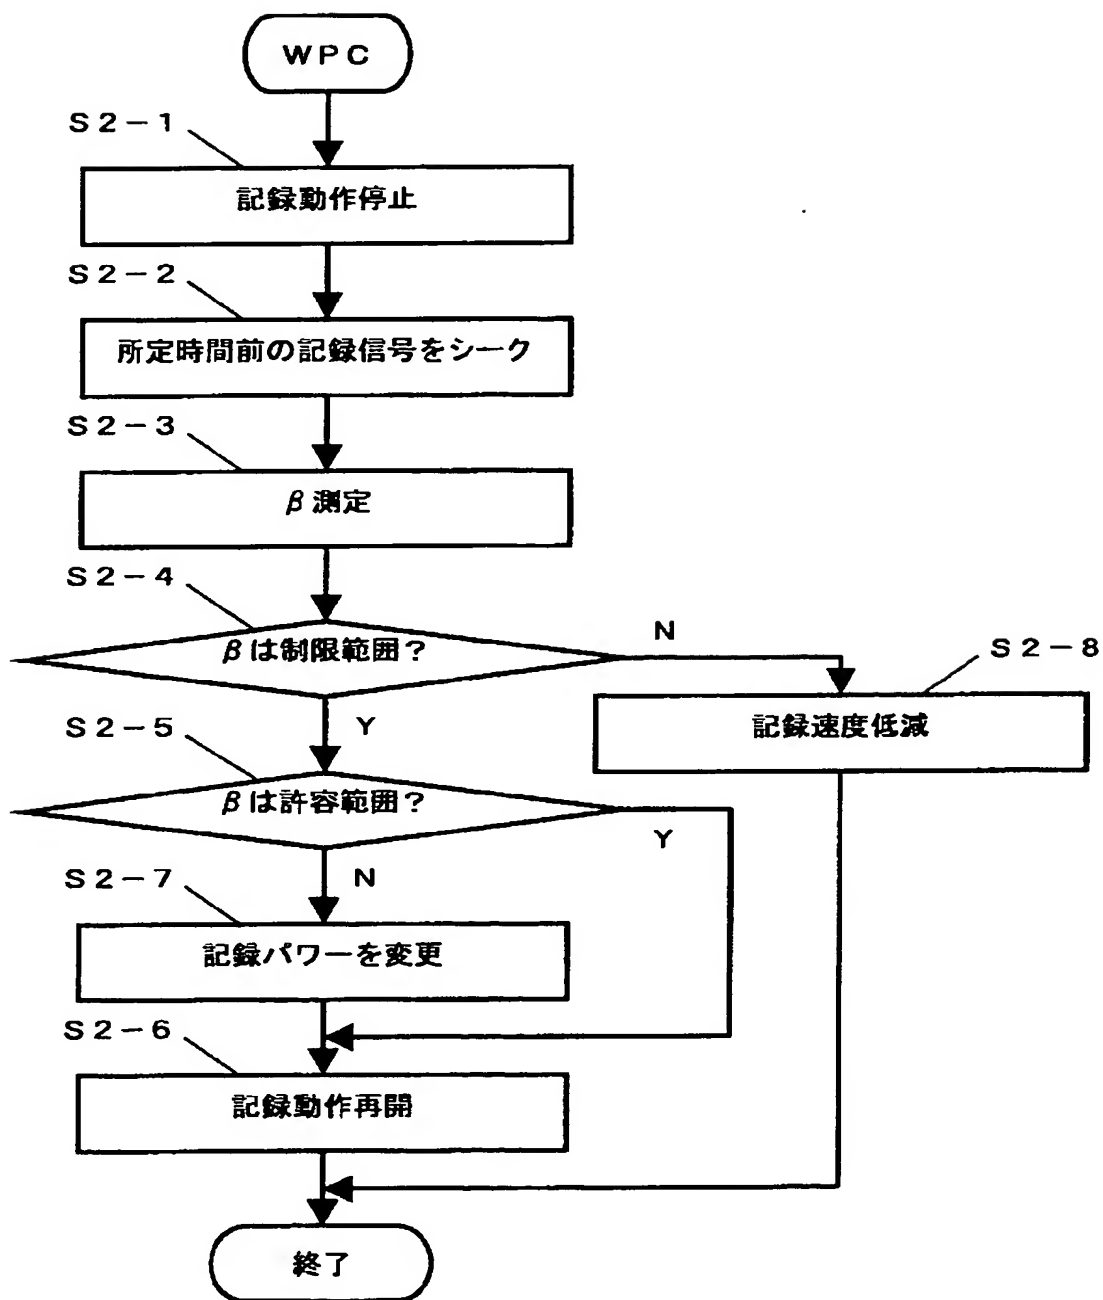 WPC
S2-1
記録動作停止
S2-2
所定時間前の記録信号をシーク
S2-3
β測定
S2-4
βは制限範囲?
N
S2-8
記録速度低減
Y
S2-5
βは許容範囲?
Y
N
S2-7
記録パワーを変更
S2-6
記録動作再開
終了